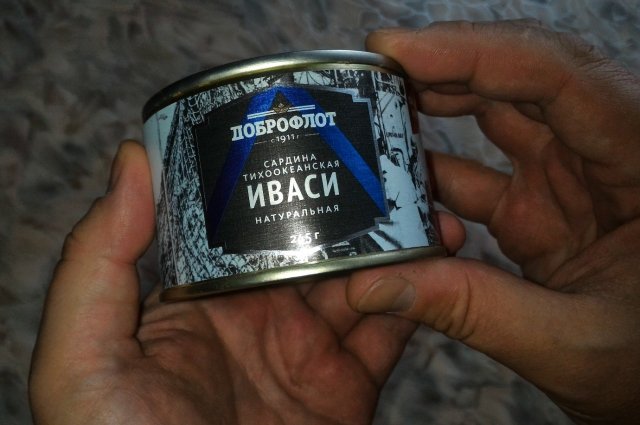 ДОБРОФЛОТ
с 1911 г
САРДИНА
ТИХООКЕАНСКАЯ
ИВАСИ
НАТУРАЛЬНАЯ